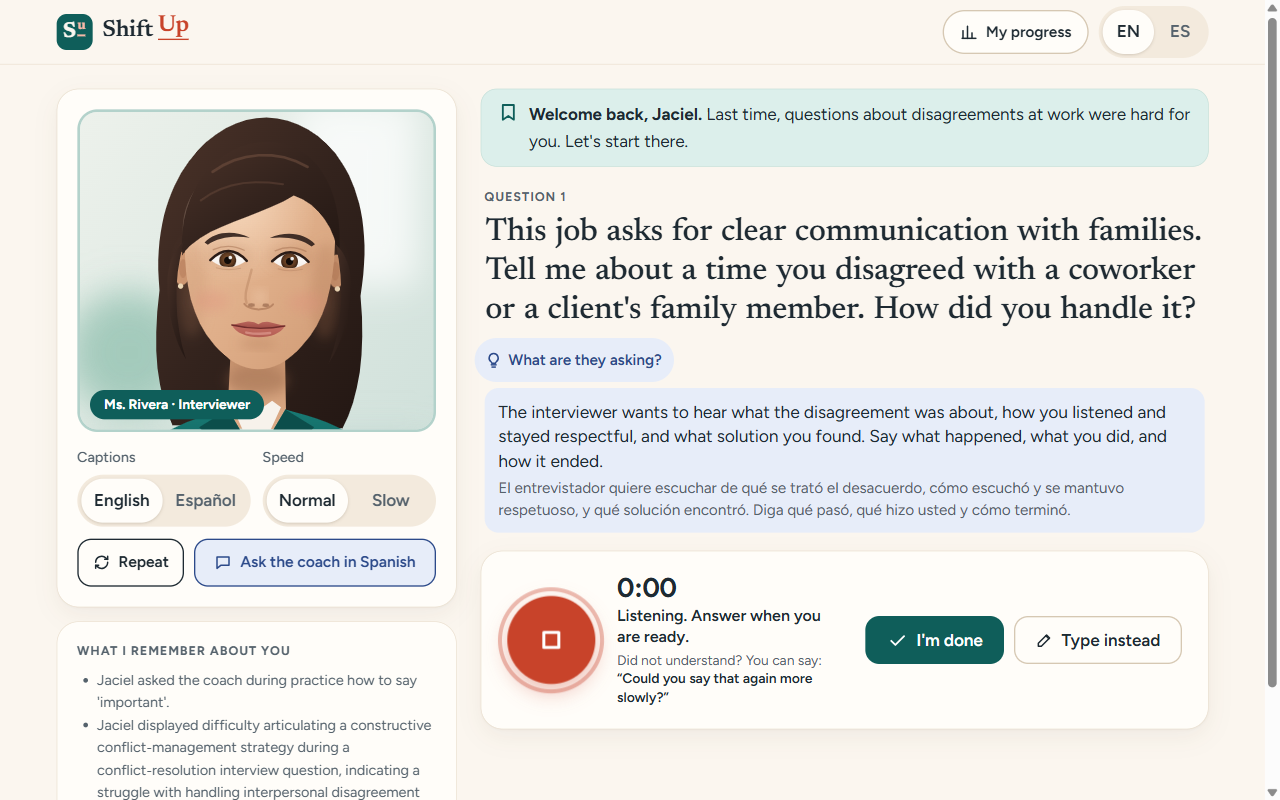 Su Shift Up
My progress
EN ES
Welcome back, Jaciel. Last time, questions about disagreements at work were hard for
you. Let's start there.
QUESTION 1
This job asks for clear communication with families.
Tell me about a time you disagreed with a coworker
or a client's family member. How did you handle it?
What are they asking?
The interviewer wants to hear what the disagreement was about, how you listened and
stayed respectful, and what solution you found. Say what happened, what you did, and
how it ended.
El entrevistador quiere escuchar de qué se trató el desacuerdo, cómo escuchó y se mantuvo
respetuoso, y qué solución encontró. Diga qué pasó, qué hizo usted y cómo terminó.
0:00
Listening. Answer when you
are ready.
Did not understand? You can say:
“Could you say that again more
slowly?”
I'm done
Type instead
Ms. Rivera · Interviewer
Captions
Speed
English Español
Normal Slow
Repeat
Ask the coach in Spanish
WHAT I REMEMBER ABOUT YOU
• Jaciel asked the coach during practice how to say
'important'.
• Jaciel displayed difficulty articulating a constructive
conflict-management strategy during a
conflict-resolution interview question, indicating a
struggle with handling interpersonal disagreement